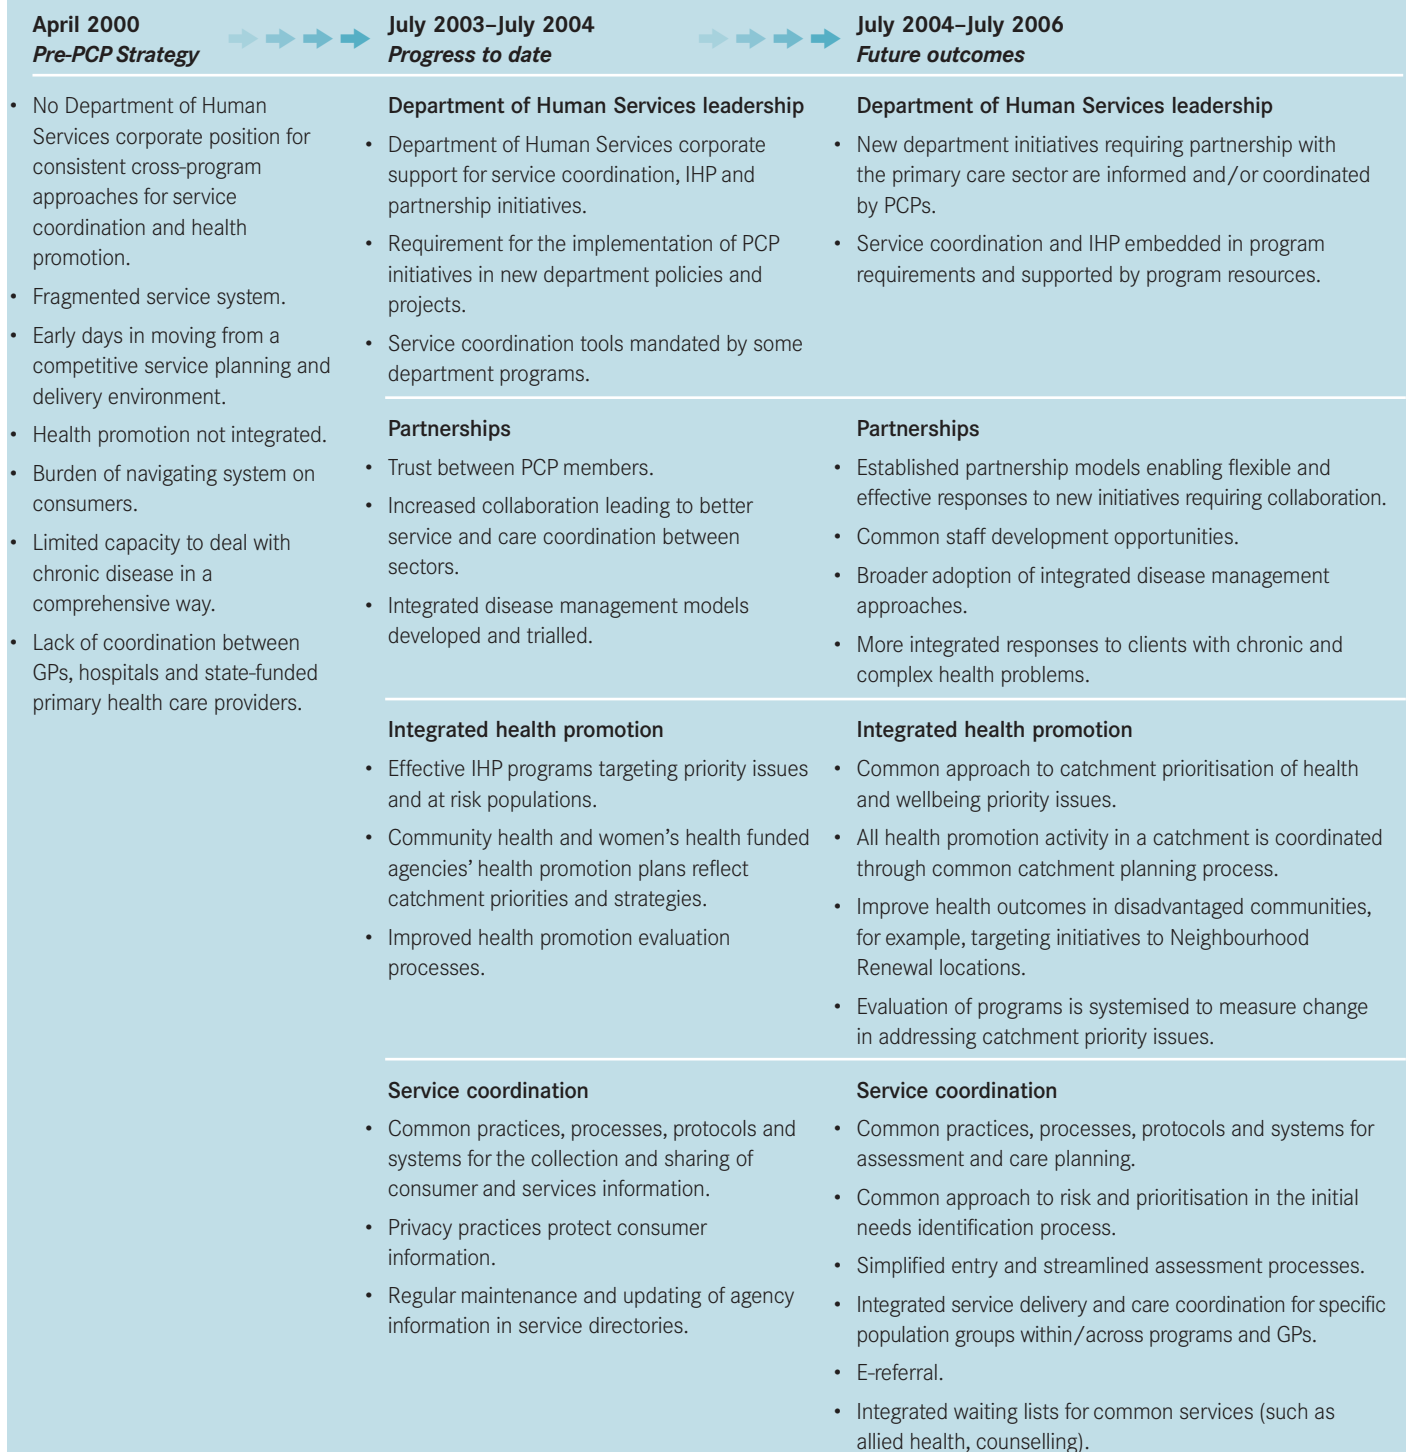 April 2000
Pre-PCP Strategy
• No Department of Human
Services corporate position for
consistent cross-program
approaches for service
coordination and health
promotion.
• Fragmented service system.
• Early days in moving from a
competitive service planning and
delivery environment.
• Health promotion not integrated.
• Burden of navigating system on
consumers.
• Limited capacity to deal with
chronic disease in a
comprehensive way.
• Lack of coordination between
GPs, hospitals and state-funded
primary health care providers.
July 2003–July 2004
Progress to date
Department of Human Services leadership
• Department of Human Services corporate
support for service coordination, IHP and
partnership initiatives.
• Requirement for the implementation of PCP
initiatives in new department policies and
projects.
• Service coordination tools mandated by some
department programs.
Partnerships
• Trust between PCP members.
• Increased collaboration leading to better
service and care coordination between
sectors.
• Integrated disease management models
developed and trialled.
Integrated health promotion
• Effective IHP programs targeting priority issues
and at risk populations.
• Community health and women's health funded
agencies' health promotion plans reflect
catchment priorities and strategies.
• Improved health promotion evaluation
processes.
Service coordination
• Common practices, processes, protocols and
systems for the collection and sharing of
consumer and services information.
• Privacy practices protect consumer
information.
• Regular maintenance and updating of agency
information in service directories.
July 2004–July 2006
Future outcomes
Department of Human Services leadership
• New department initiatives requiring partnership with
the primary care sector are informed and/or coordinated
by PCPs.
• Service coordination and IHP embedded in program
requirements and supported by program resources.
Partnerships
• Established partnership models enabling flexible and
effective responses to new initiatives requiring collaboration.
• Common staff development opportunities.
• Broader adoption of integrated disease management
approaches.
• More integrated responses to clients with chronic and
complex health problems.
Integrated health promotion
• Common approach to catchment prioritisation of health
and wellbeing priority issues.
• All health promotion activity in a catchment is coordinated
through common catchment planning process.
• Improve health outcomes in disadvantaged communities,
for example, targeting initiatives to Neighbourhood
Renewal locations.
• Evaluation of programs is systemised to measure change
in addressing catchment priority issues.
Service coordination
• Common practices, processes, protocols and systems for
assessment and care planning.
• Common approach to risk and prioritisation in the initial
needs identification process.
• Simplified entry and streamlined assessment processes.
• Integrated service delivery and care coordination for specific
population groups within/across programs and GPs.
• E-referral.
• Integrated waiting lists for common services (such as
allied health, counselling).